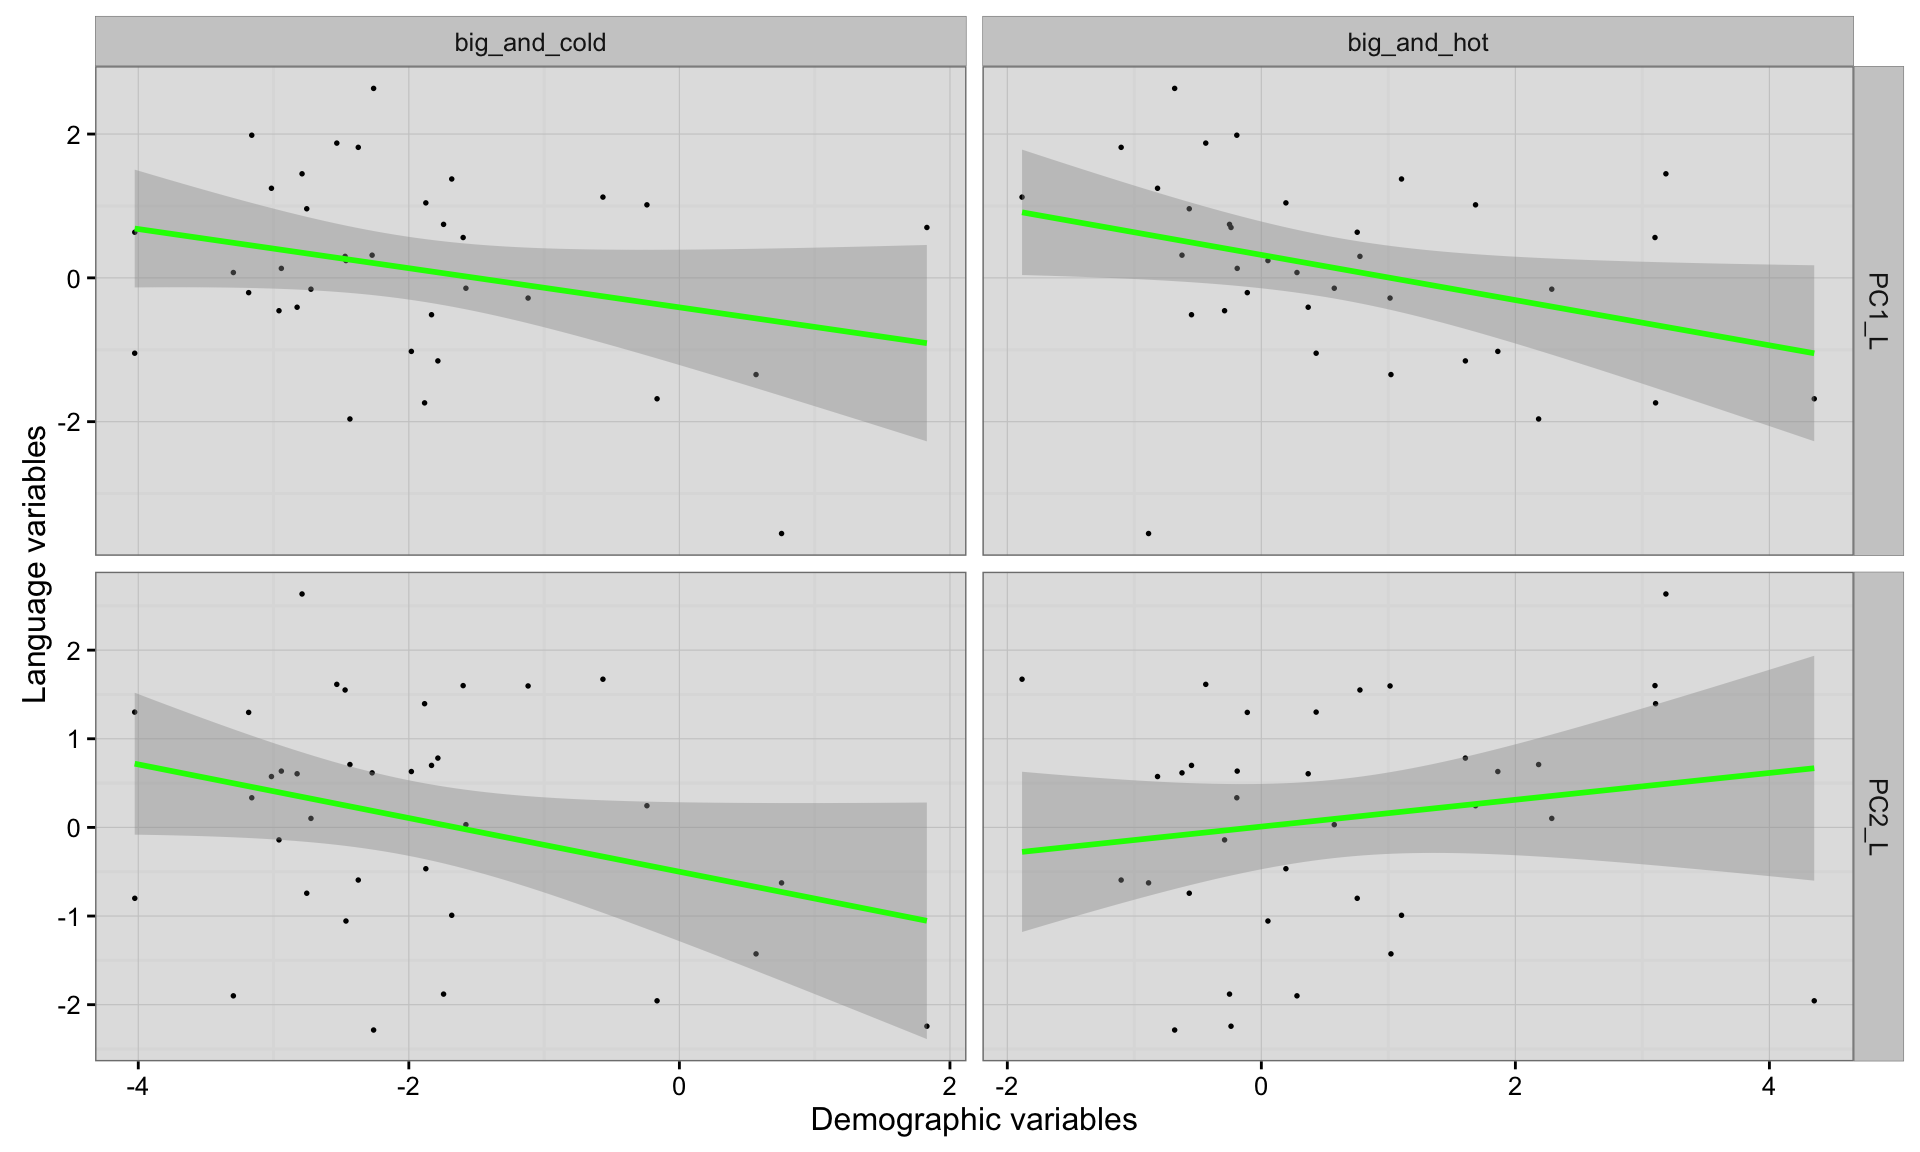 big_and_cold
big_and_hot
Language variables
2
0
-2
PC1_L
2
1
0
-1
-2
PC2_L
-4
-2
0
2
-2
0
2
4
Demographic variables